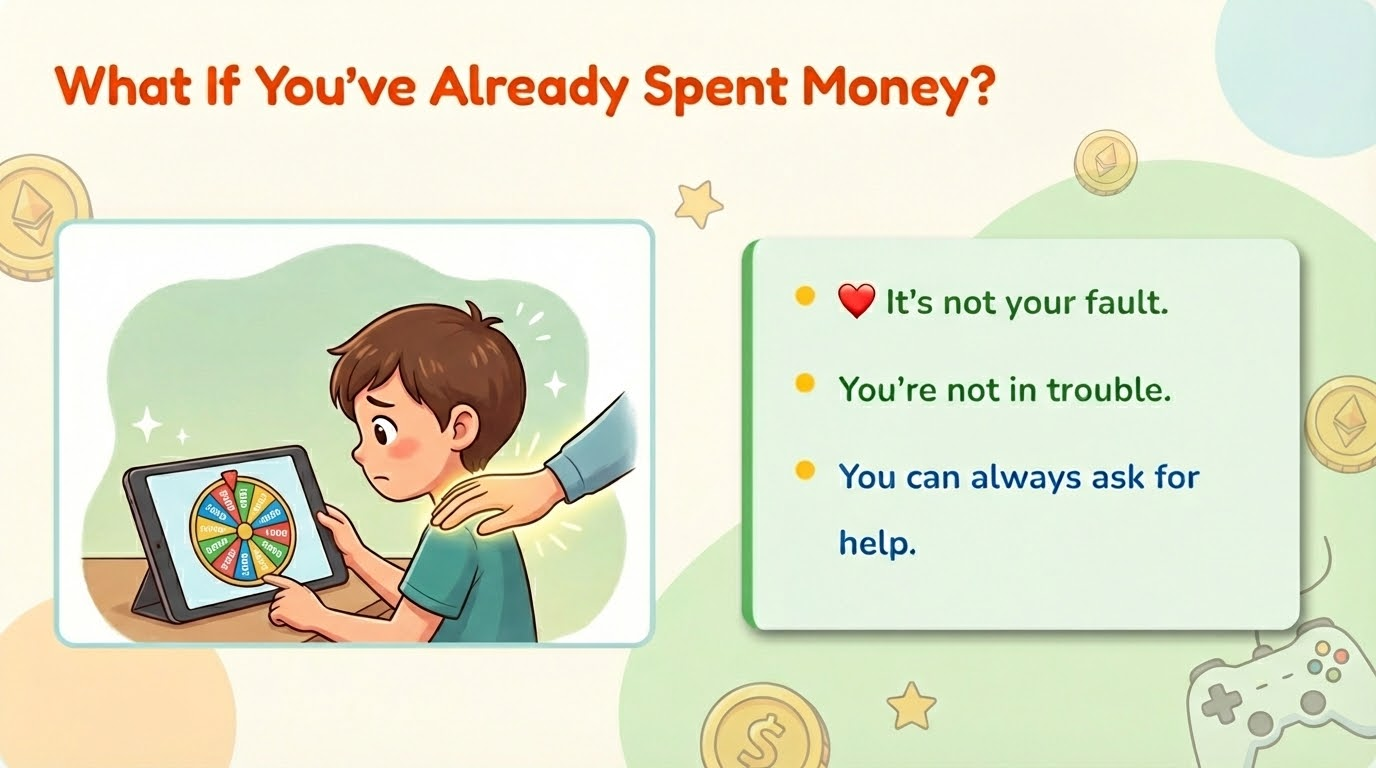 What If You’ve Already Spent Money?
❤️ It’s not your fault.
You’re not in trouble.
You can always ask for
help.
$